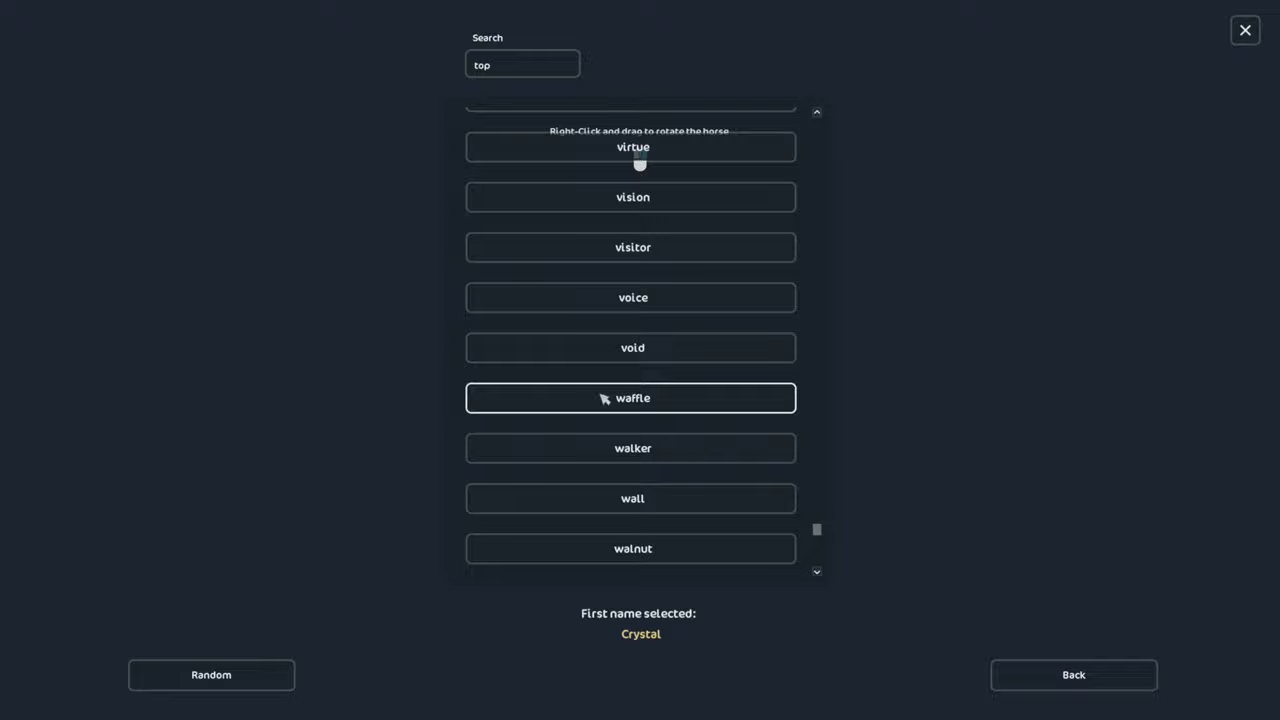 Search
top
Right-Click and drag to rotate the horse
virtue
vision
visitor
voice
void
waffle
walker
wall
walnut
First name selected:
Crystal
Random
Back